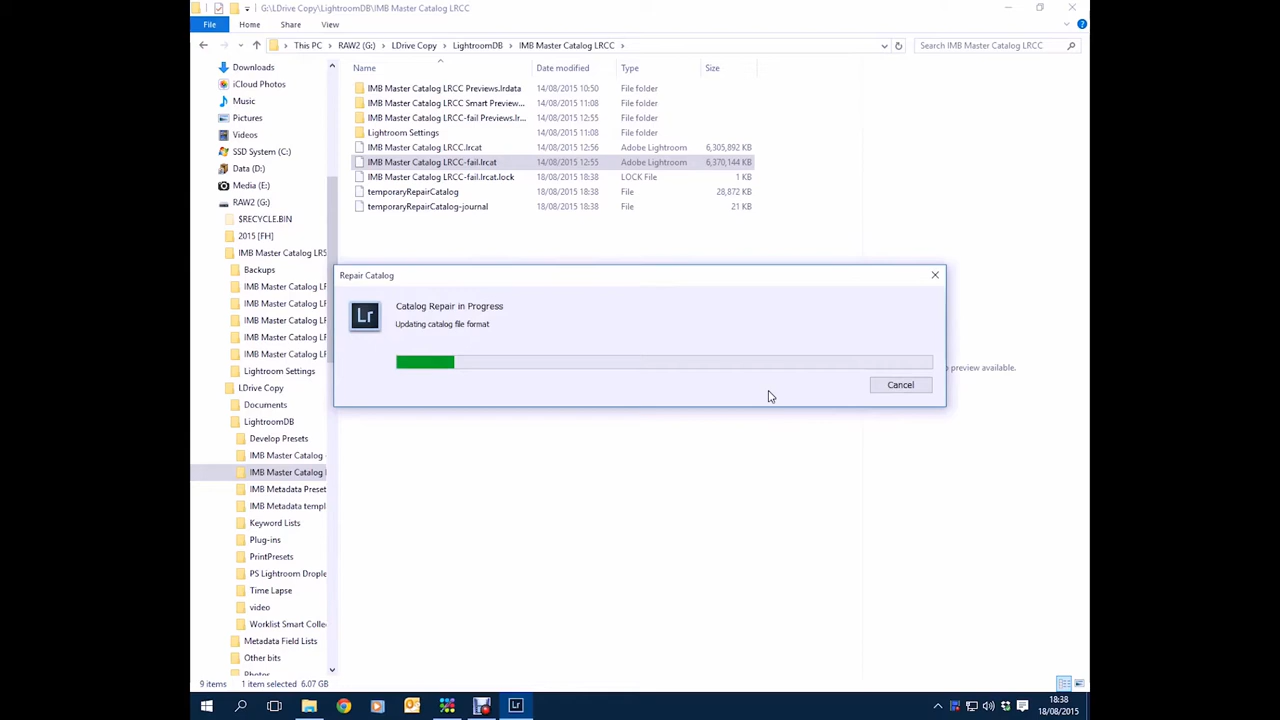 G:\LDrive Copy\LightroomDB\IMB Master Catalog LRCC
File Home Share View
This PC > RAW2 (G:) > LDrive Copy > LightroomDB > IMB Master Catalog LRCC >
Search IMB Master Catalog LRCC
Downloads
iCloud Photos
Music
Pictures
Videos
SSD System (C:)
Data (D:)
Media (E:)
RAW2 (G:)
$RECYCLE.BIN
2015 [FH]
IMB Master Catalog LR5
Backups
IMB Master Catalog LR
IMB Master Catalog LR
IMB Master Catalog LR
IMB Master Catalog LR
IMB Master Catalog LR
Lightroom Settings
LDrive Copy
Documents
LightroomDB
Develop Presets
IMB Master Catalog
IMB Master Catalog
IMB Metadata Preset
IMB Metadata templ
Keyword Lists
Plug-ins
PrintPresets
PS Lightroom Drople
Time Lapse
video
Worklist Smart Colle
Metadata Field Lists
Other bits
Photos
Name Date modified Type Size
IMB Master Catalog LRCC Previews.lrdata 14/08/2015 10:50 File folder
IMB Master Catalog LRCC Smart Preview... 14/08/2015 11:08 File folder
IMB Master Catalog LRCC-fail Previews.lr... 14/08/2015 12:55 File folder
Lightroom Settings 14/08/2015 11:08 File folder
IMB Master Catalog LRCC.lrcat 14/08/2015 12:56 Adobe Lightroom 6,305,892 KB
IMB Master Catalog LRCC-fail.lrcat 14/08/2015 12:55 Adobe Lightroom 6,370,144 KB
IMB Master Catalog LRCC-fail.lrcat.lock 18/08/2015 18:38 LOCK File 1 KB
temporaryRepairCatalog 18/08/2015 18:38 File 28,872 KB
temporaryRepairCatalog-journal 18/08/2015 18:38 File 21 KB
Repair Catalog
Lr
Catalog Repair in Progress
Updating catalog file format
Cancel
preview available.
9 items 1 item selected 6.07 GB
Lr
18:38
18/08/2015